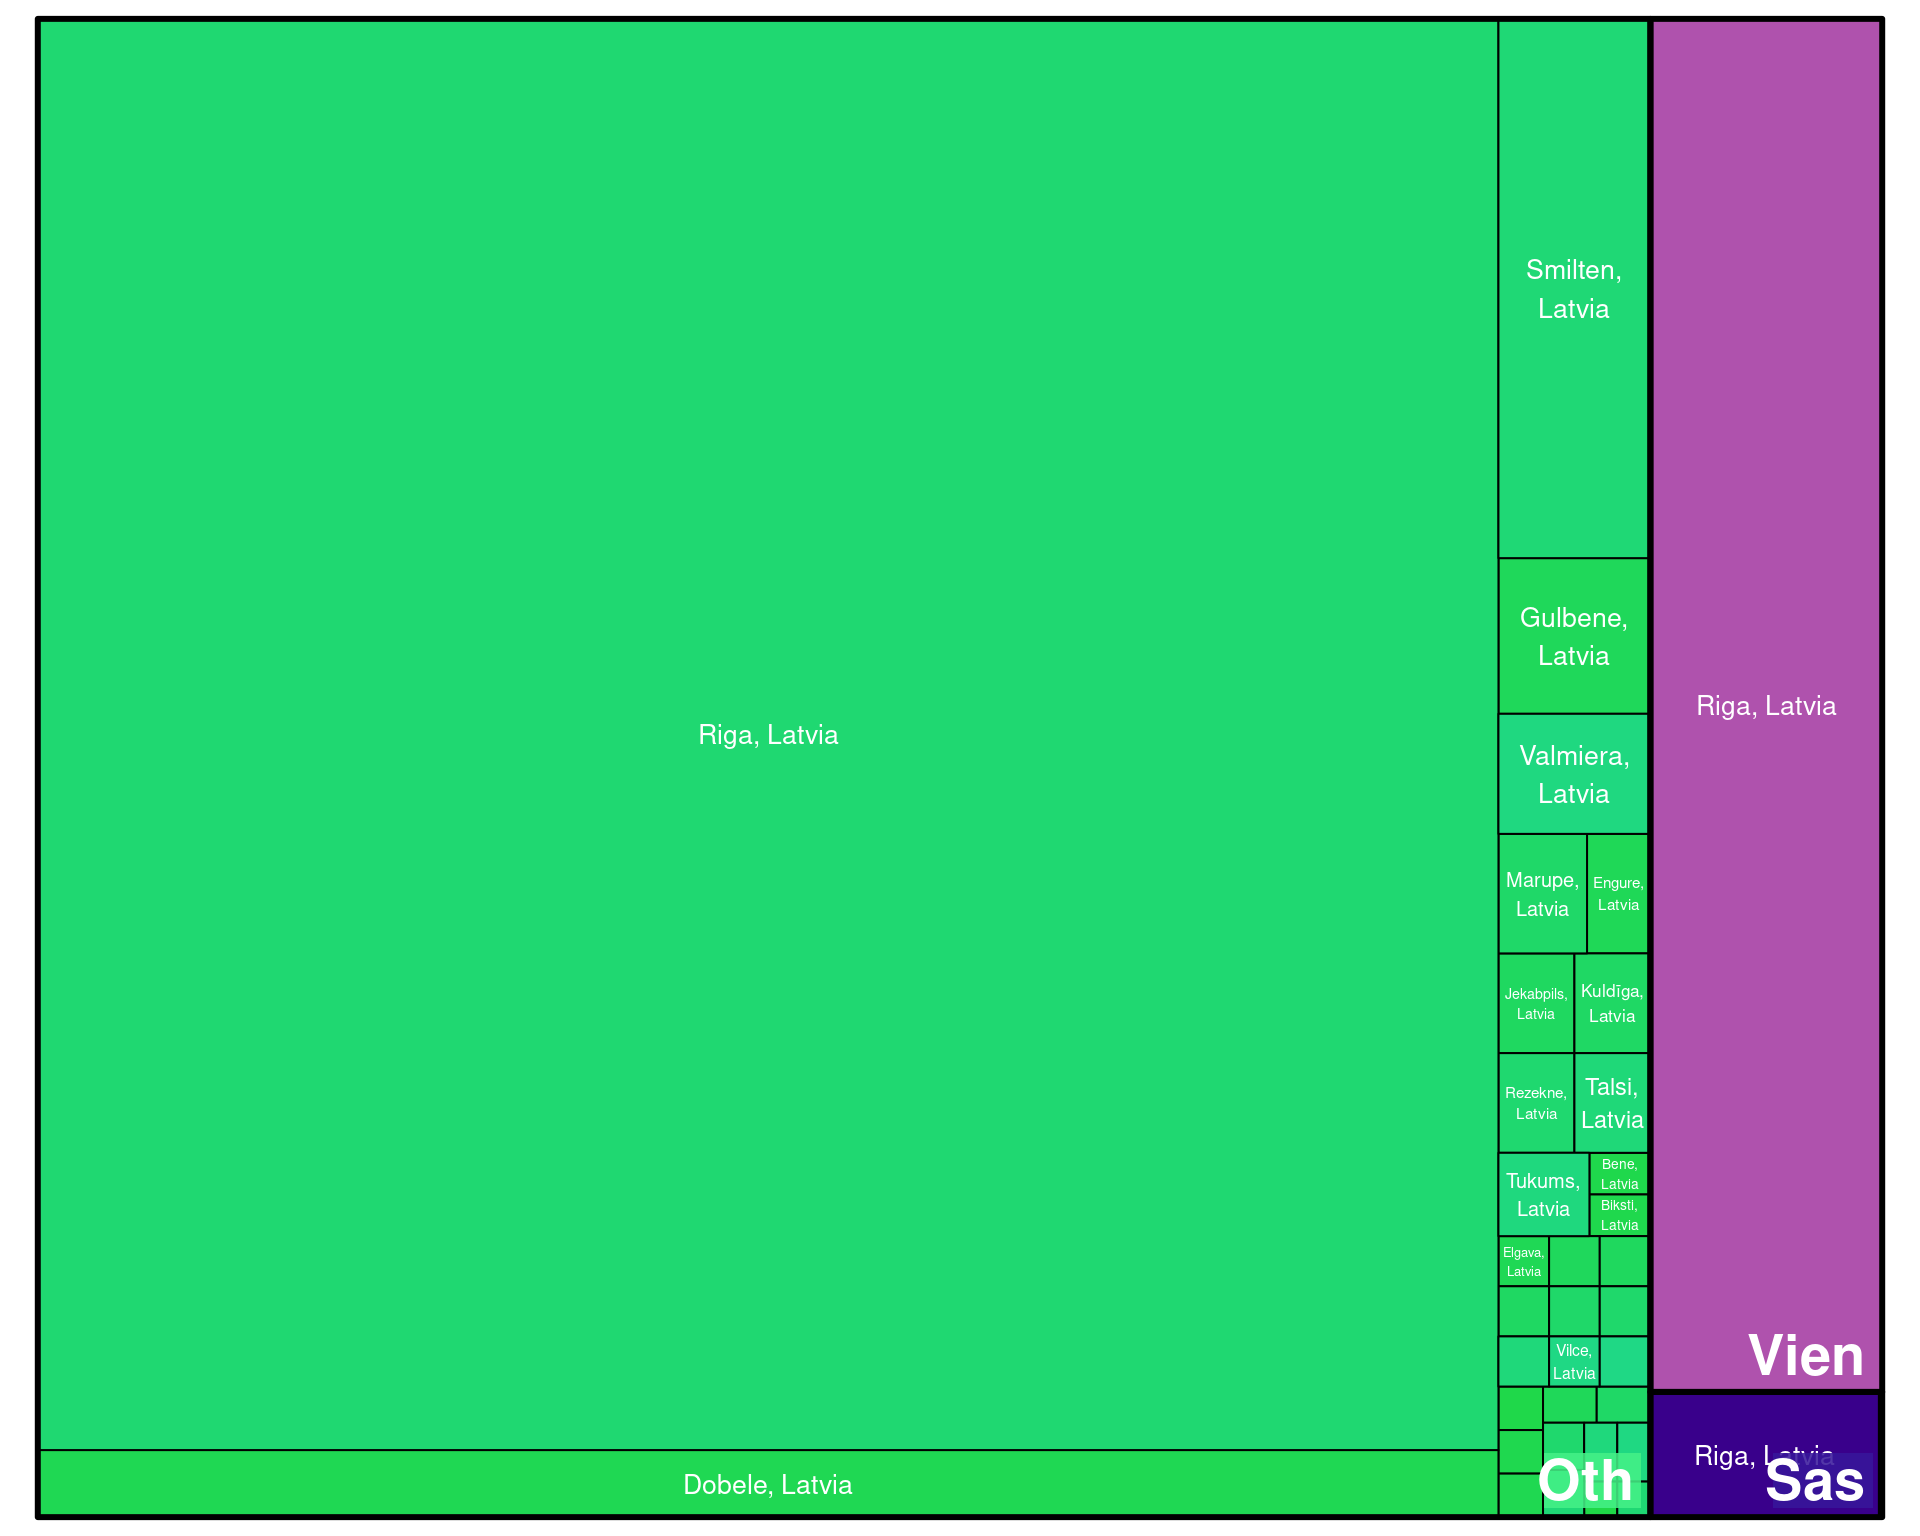 Riga, Latvia
Dobele, Latvia
Smilten,
Latvia
Gulbene,
Latvia
Valmiera,
Latvia
Marupe,
Latvia
Engure,
Latvia
Jekabpils,
Latvia
Kuldīga,
Latvia
Rezekne,
Latvia
Talsi,
Latvia
Tukums,
Latvia
Bene,
Latvia
Bikstl,
Latvia
Elgava,
Latvia
Vilce,
Latvia
Oth
Riga, Latvia
Vien
Riga, Latvia
Sas